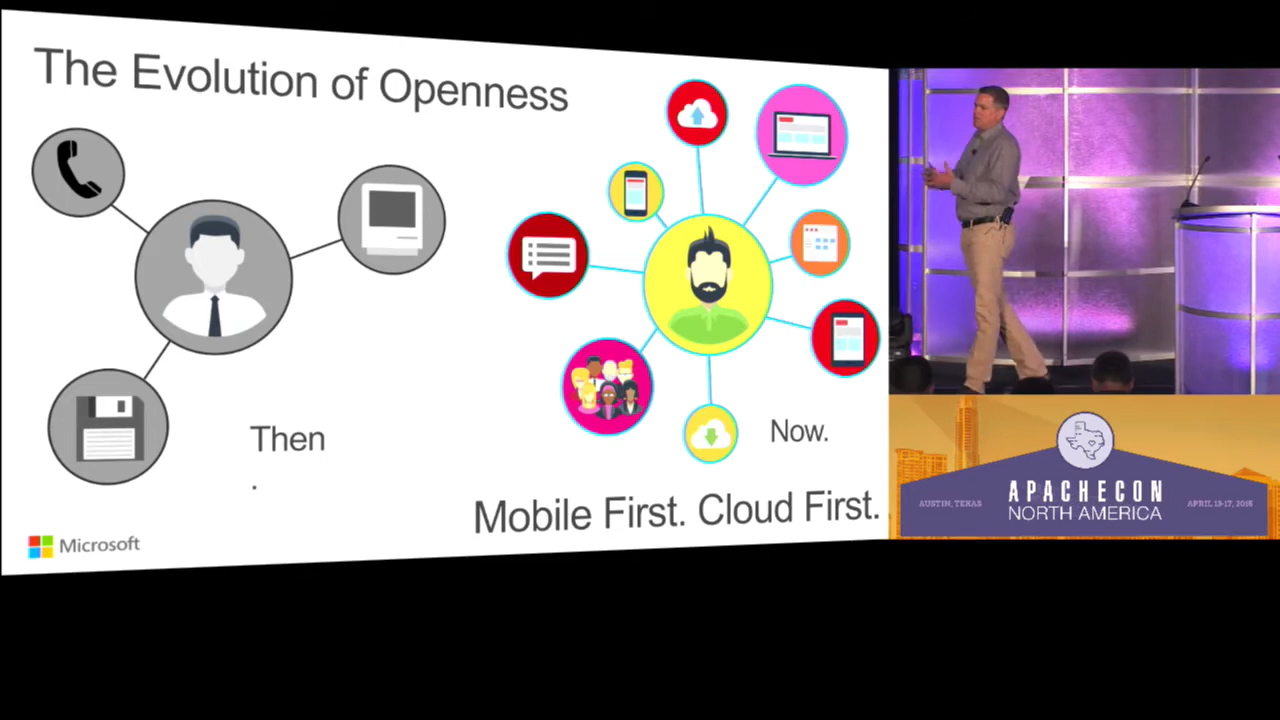 The Evolution of Openness
Then
.
Now.
Mobile First. Cloud First.
Microsoft
APACHECON
NORTH AMERICA
AUSTIN, TEXAS
APRIL 13-17, 2015